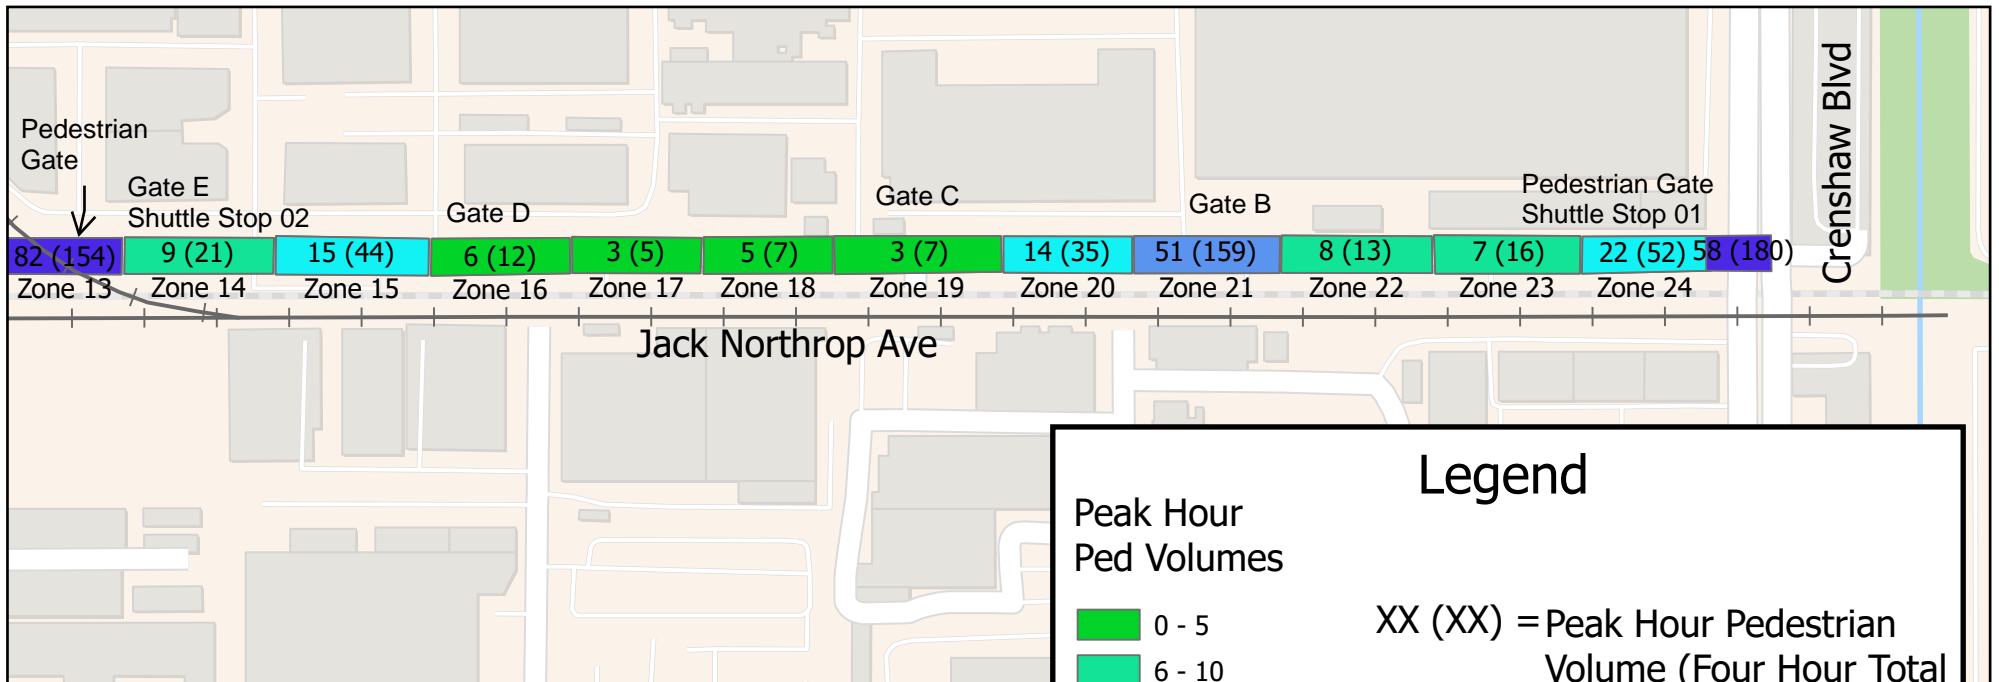 Pedestrian
Gate
Gate E
Shuttle Stop 02
Gate D
Gate C
Gate B
Pedestrian Gate
Shuttle Stop 01
Crenshaw Blvd
82 (154)
9 (21)
15 (44)
6 (12)
3 (5)
5 (7)
3 (7)
14 (35)
51 (159)
8 (13)
7 (16)
22 (52)
58 (180)
Zone 13
Zone 14
Zone 15
Zone 16
Zone 17
Zone 18
Zone 19
Zone 20
Zone 21
Zone 22
Zone 23
Zone 24
Jack Northrop Ave
Legend
Peak Hour
Ped Volumes
0 - 5
6 - 10
XX (XX) = Peak Hour Pedestrian
Volume (Four Hour Total